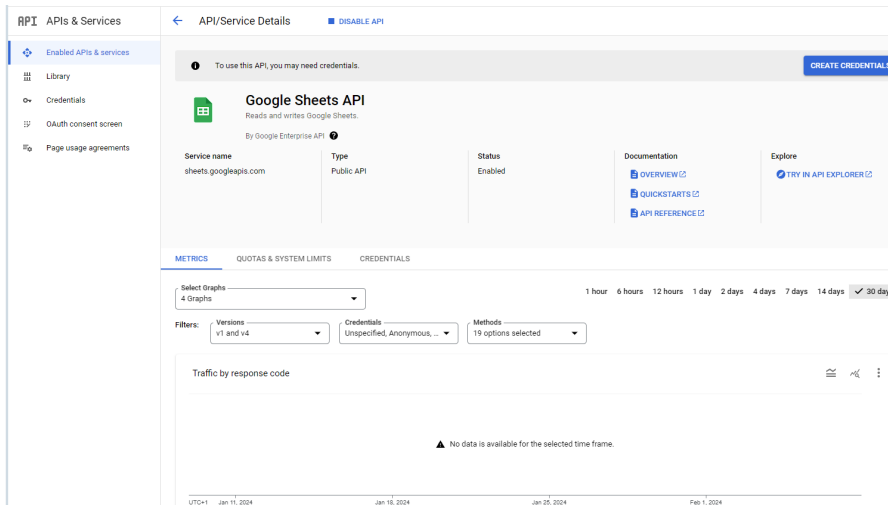 API APIs & Services
Enabled APIs & services
Library
Credentials
OAuth consent screen
Page usage agreements
API/Service Details
DISABLE API
To use this API, you may need credentials.
CREATE CREDENTIALS
Google Sheets API
Reads and writes Google Sheets.
By Google Enterprise API
Service name
sheets.googleapis.com
Type
Public API
Status
Enabled
Documentation
OVERVIEW
QUICKSTARTS
API REFERENCE
Explore
TRY IN API EXPLORER
METRICS QUOTAS & SYSTEM LIMITS CREDENTIALS
Select Graphs
4 Graphs
1 hour 6 hours 12 hours 1 day 2 days 4 days 7 days 14 days 30 day
Filters:
Versions
v1 and v4
Credentials
Unspecified, Anonymous, ...
Methods
19 options selected
Traffic by response code
No data is available for the selected time frame.
UTC+1 Jan 11, 2024 Jan 18, 2024 Jan 25, 2024 Feb 1, 2024